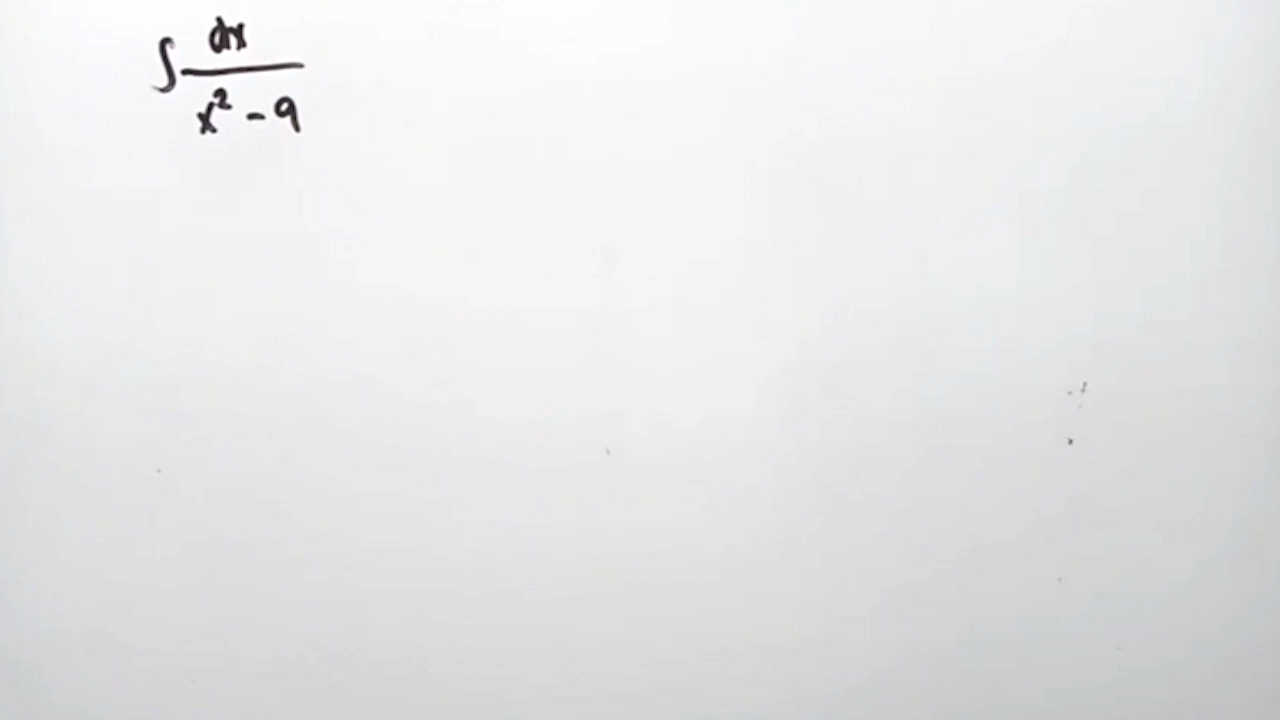 ∫ dx
x² - 9